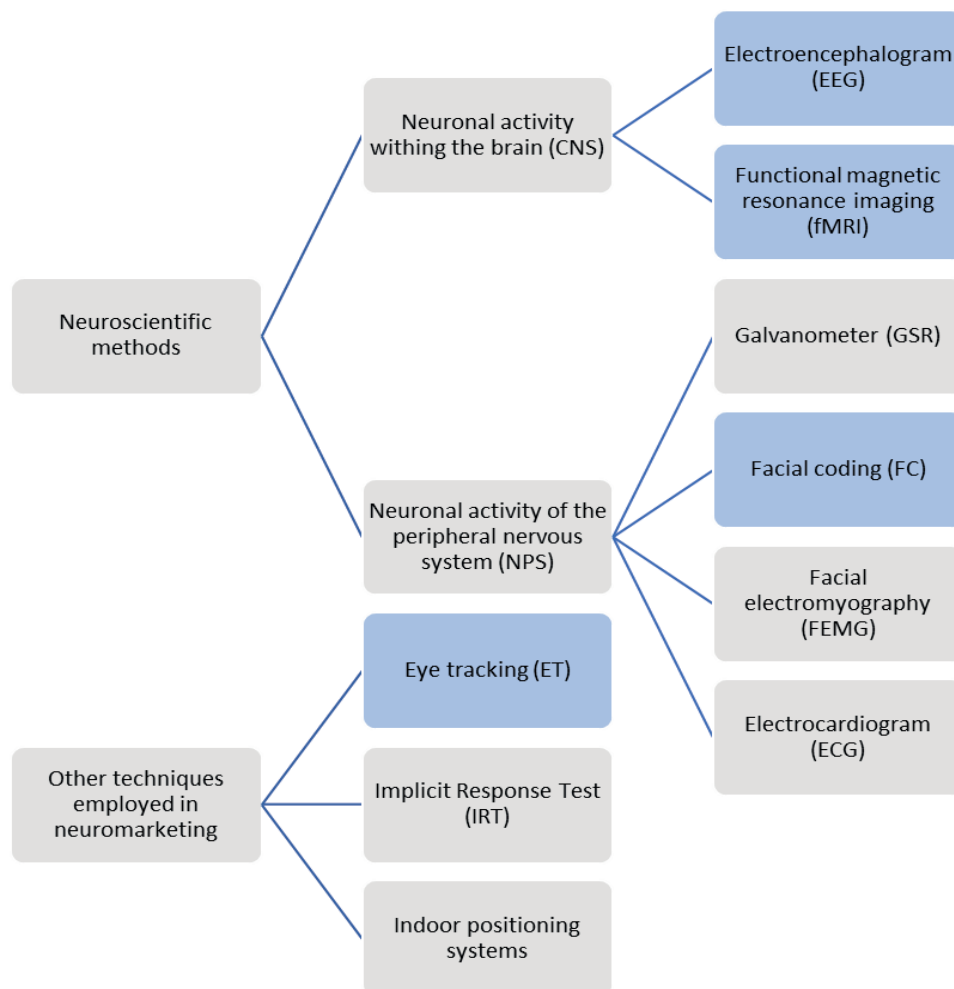 Electroencephalogram
(EEG)
Neuronal activity
withing the brain (CNS)
Functional magnetic
resonance imaging
(fMRI)
Neuroscientific
methods
Galvanometer (GSR)
Facial coding (FC)
Neuronal activity of the
peripheral nervous
system (NPS)
Facial
electromyography
(FEMG)
Eye tracking (ET)
Electrocardiogram
(ECG)
Other techniques
employed in
neuromarketing
Implicit Response Test
(IRT)
Indoor positioning
systems